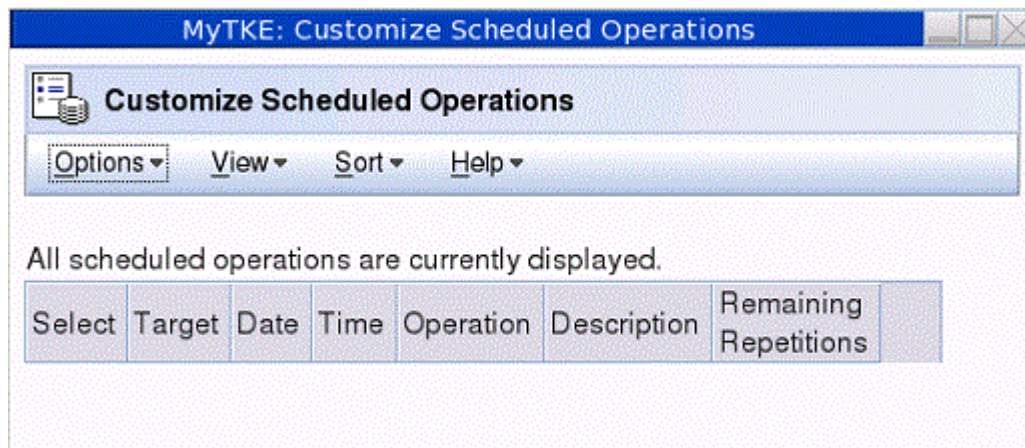 MyTKE: Customize Scheduled Operations
Customize Scheduled Operations
Options View Sort Help
All scheduled operations are currently displayed.
Select Target Date Time Operation Description Remaining Repetitions